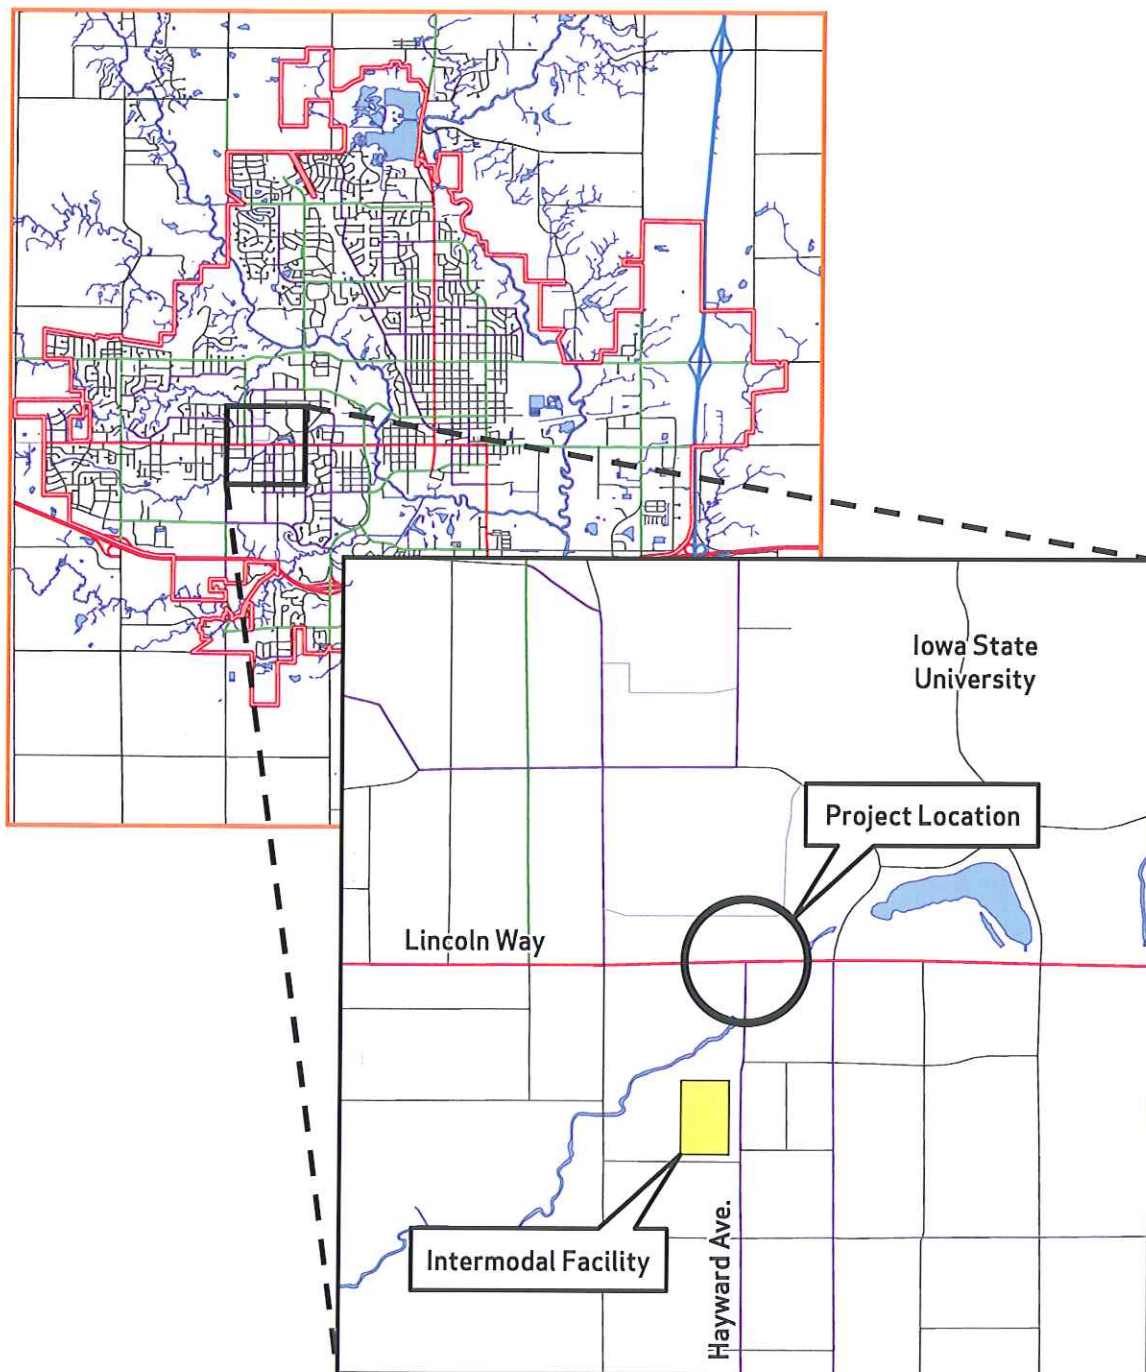 Iowa State
University
Project Location
Lincoln Way
Intermodal Facility
Hayward Ave.